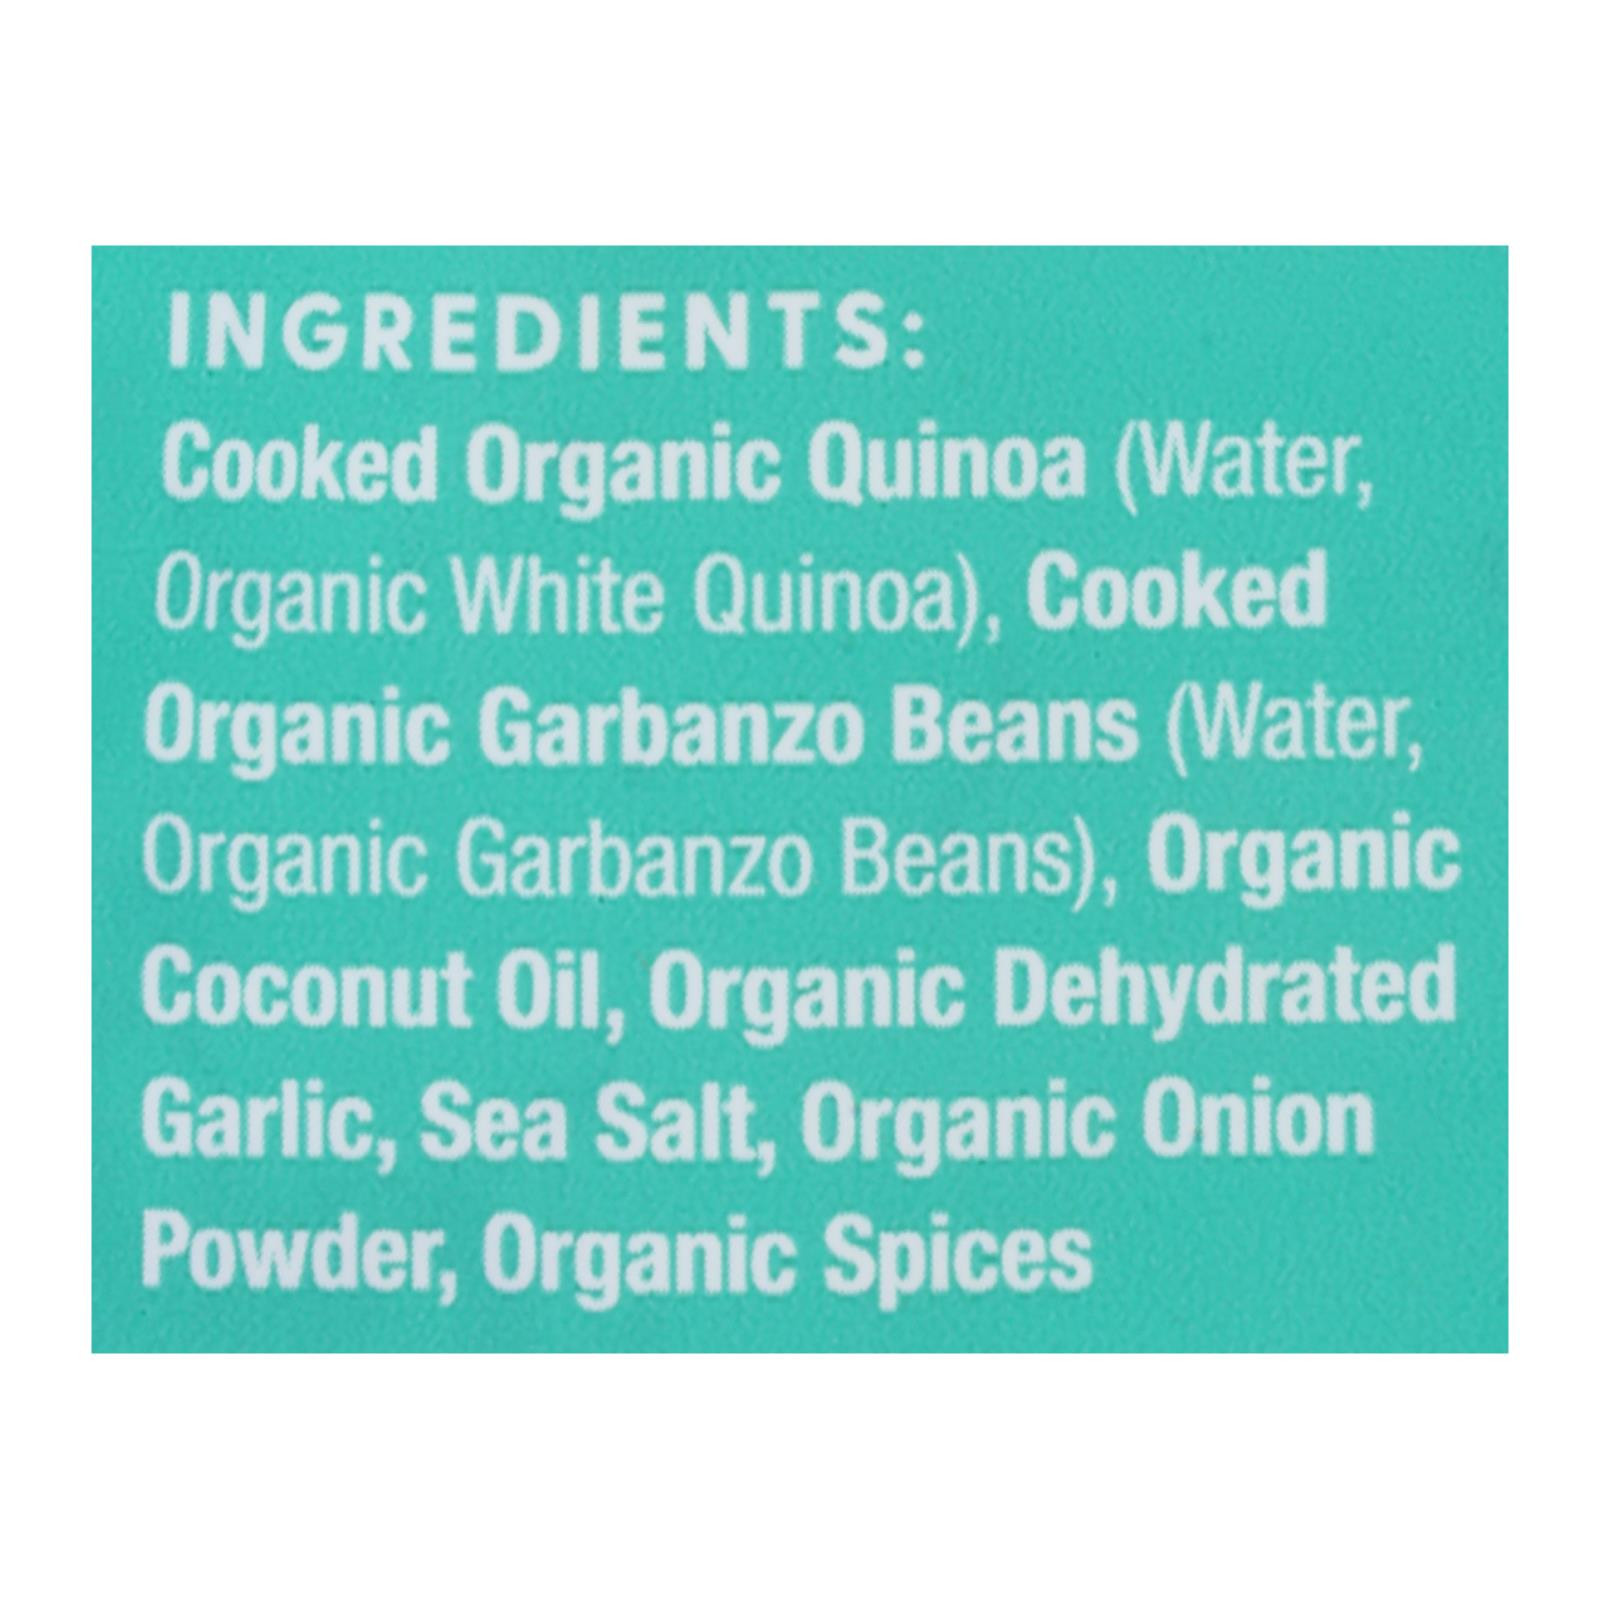 INGREDIENTS:
Cooked Organic Quinoa (Water,
Organic White Quinoa), Cooked
Organic Garbanzo Beans (Water,
Organic Garbanzo Beans), Organic
Coconut Oil, Organic Dehydrated
Garlic, Sea Salt, Organic Onion
Powder, Organic Spices